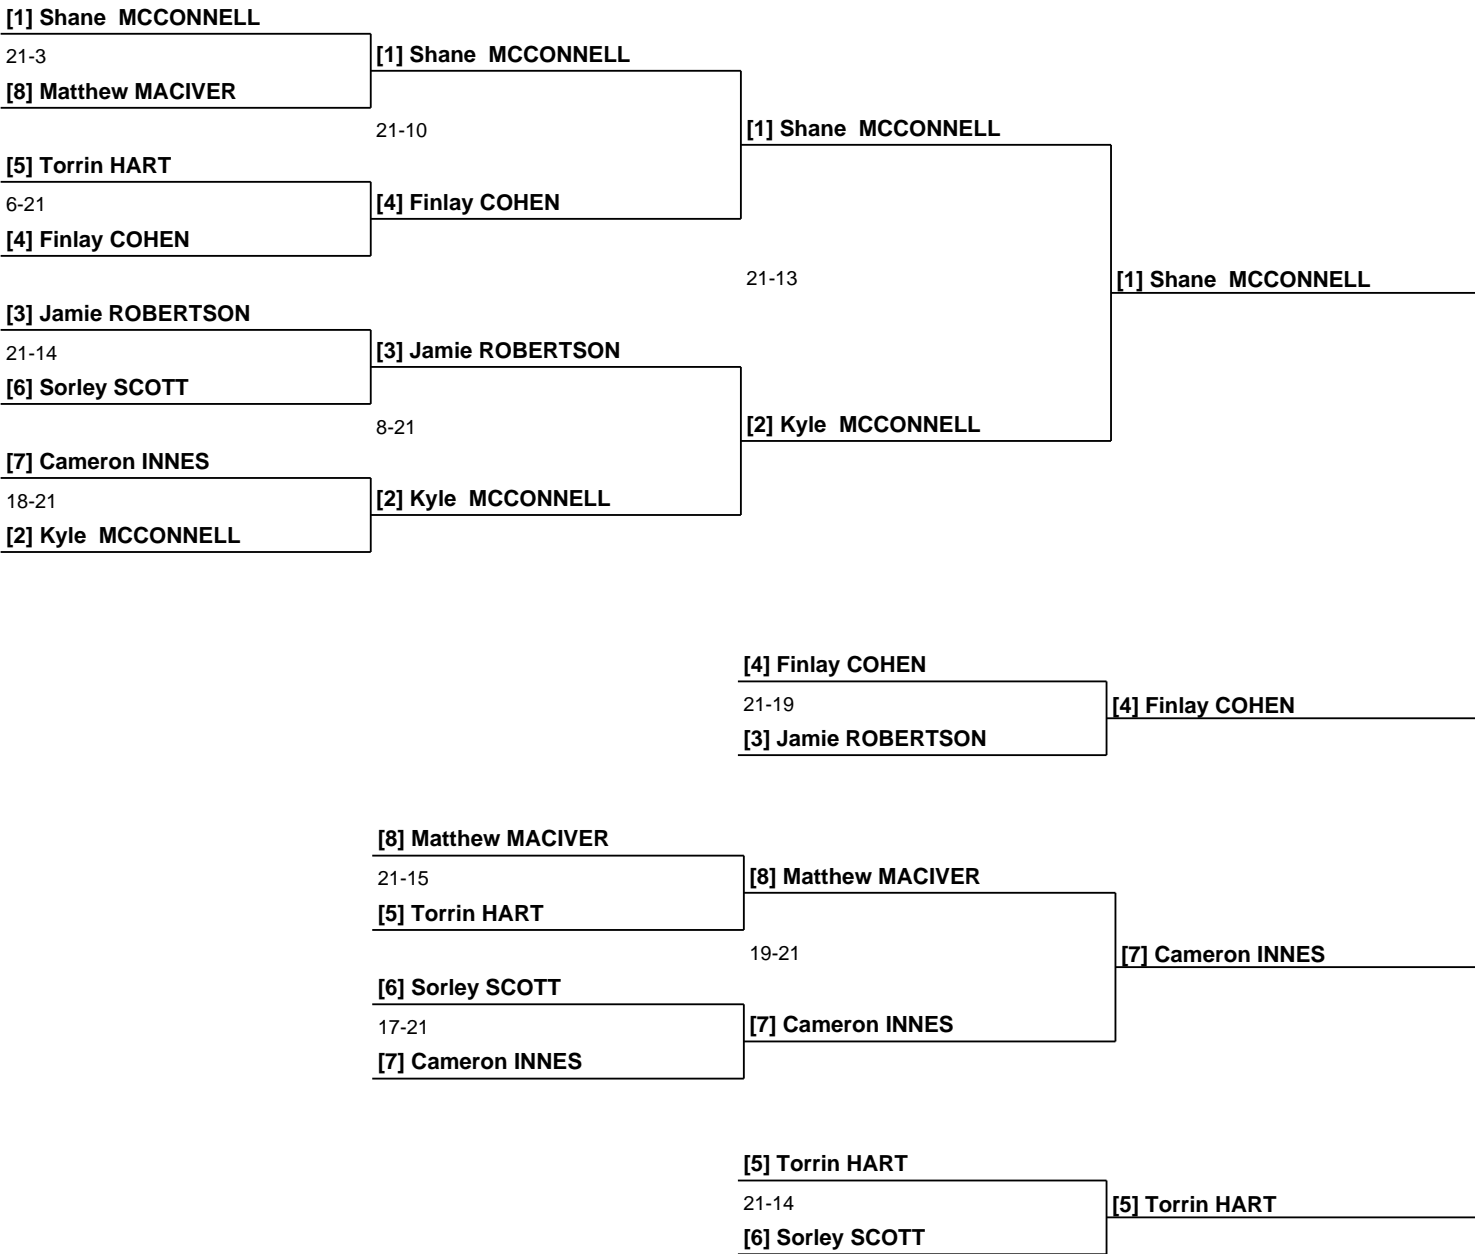 [1] Shane  MCCONNELL
21-3
[1] Shane  MCCONNELL
[8] Matthew MACIVER
21-10
[1] Shane  MCCONNELL
[5] Torrin HART
6-21
[4] Finlay COHEN
[4] Finlay COHEN
21-13
[1] Shane  MCCONNELL
[3] Jamie ROBERTSON
21-14
[3] Jamie ROBERTSON
[6] Sorley SCOTT
8-21
[2] Kyle  MCCONNELL
[7] Cameron INNES
18-21
[2] Kyle  MCCONNELL
[2] Kyle  MCCONNELL
[4] Finlay COHEN
21-19
[4] Finlay COHEN
[3] Jamie ROBERTSON
[8] Matthew MACIVER
21-15
[8] Matthew MACIVER
[5] Torrin HART
19-21
[7] Cameron INNES
[6] Sorley SCOTT
17-21
[7] Cameron INNES
[7] Cameron INNES
[5] Torrin HART
21-14
[5] Torrin HART
[6] Sorley SCOTT